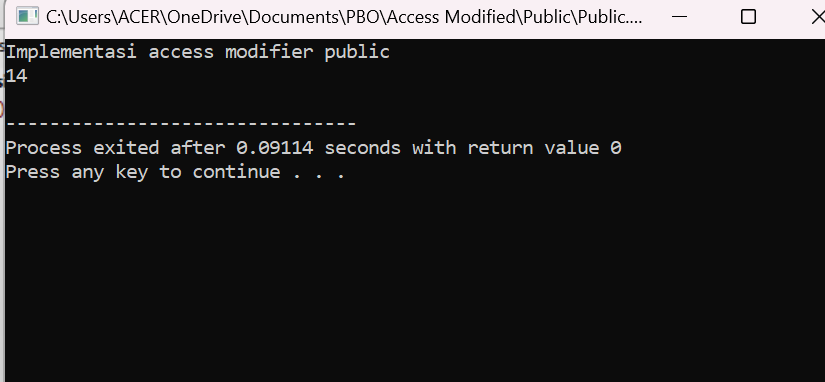 C:\Users\ACER\OneDrive\Documents\PBO\Access Modified\Public\Public....
Implementasi access modifier public
14
--------------------------------
Process exited after 0.09114 seconds with return value 0
Press any key to continue . . .